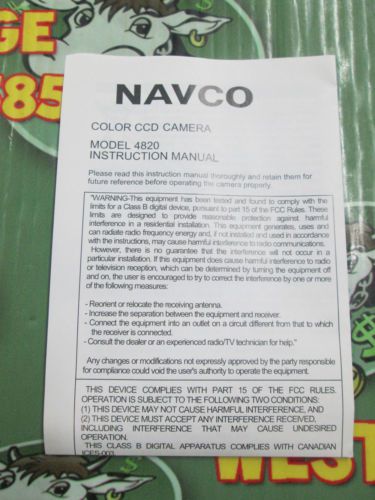 GE
$
585
NAVCO
COLOR CCD CAMERA
MODEL 4820
INSTRUCTION MANUAL
Please read this instruction manual thoroughly and retain them for
future reference before operating the camera properly.
"WARNING-This equipment has been tested and found to comply with the
limits for a Class B digital device, pursuant to part 15 of the FCC Rules. These
limits are designed to provide reasonable protection against harmful
interference in a residential installation. This equipment generates, uses and
can radiate radio frequency energy and, if not installed and used in accordance
with the instructions, may cause harmful interference to radio communications.
However, there is no guarantee that the interference will not occur in a
particular installation. If this equipment does cause harmful interference to radio
or television reception, which can be determined by turning the equipment off
and on, the user is encouraged to try to correct the interference by one or more
of the following measures:
- Reorient or relocate the receiving antenna.
- Increase the separation between the equipment and receiver.
- Connect the equipment into an outlet on a circuit different from that to which
the receiver is connected.
- Consult the dealer or an experienced radio/TV technician for help."
Any changes or modifications not expressly approved by the party responsible
for compliance could void the user's authority to operate the equipment.
THIS DEVICE COMPLIES WITH PART 15 OF THE FCC RULES.
OPERATION IS SUBJECT TO THE FOLLOWING TWO CONDITIONS:
(1) THIS DEVICE MAY NOT CAUSE HARMFUL INTERFERENCE, AND
(2) THIS DEVICE MUST ACCEPT ANY INTERFERENCE RECEIVED,
INCLUDING INTERFERENCE THAT MAY CAUSE UNDESIRED
OPERATION.
THIS CLASS B DIGITAL APPARATUS COMPLIES WITH CANADIAN
ICES-003.
WEST